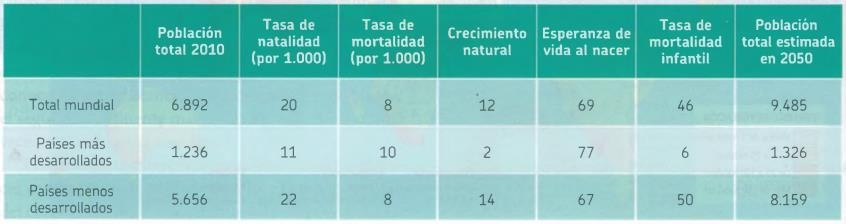 Población total 2010 Tasa de natalidad (por 1.000) Tasa de mortalidad (por 1.000) Crecimiento natural Esperanza de vida al nacer Tasa de mortalidad infantil Población total estimada en 2050
Total mundial 6.892 20 8 12 69 46 9.485
Países más desarrollados 1.236 11 10 2 77 6 1.326
Países menos desarrollados 5.656 22 8 14 67 50 8.159